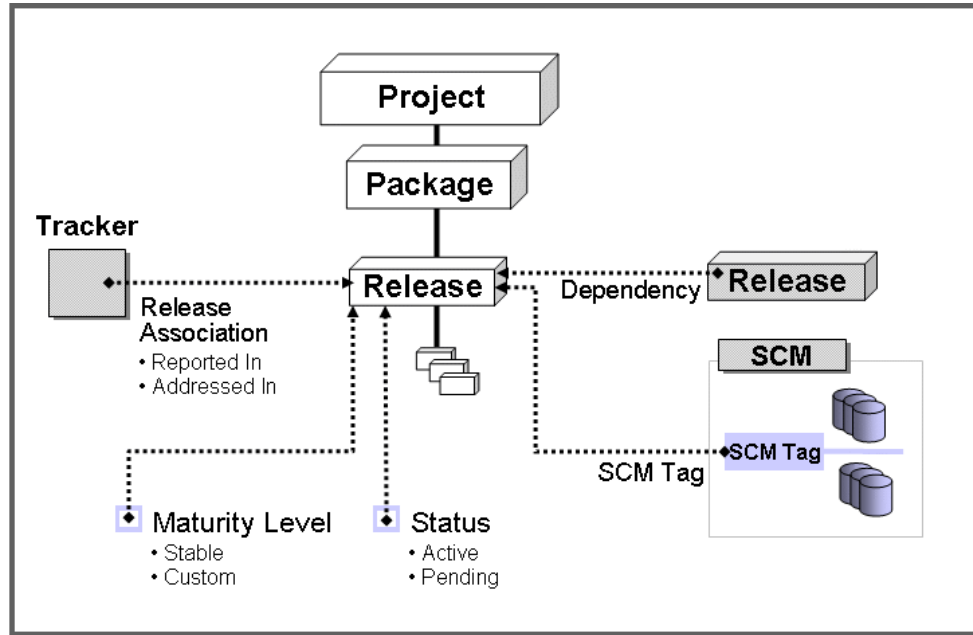 Project
Package
Tracker
Release
Release
Dependency
Release
Association
• Reported In
• Addressed In
SCM
SCM Tag
SCM Tag
Maturity Level
• Stable
• Custom
Status
• Active
• Pending